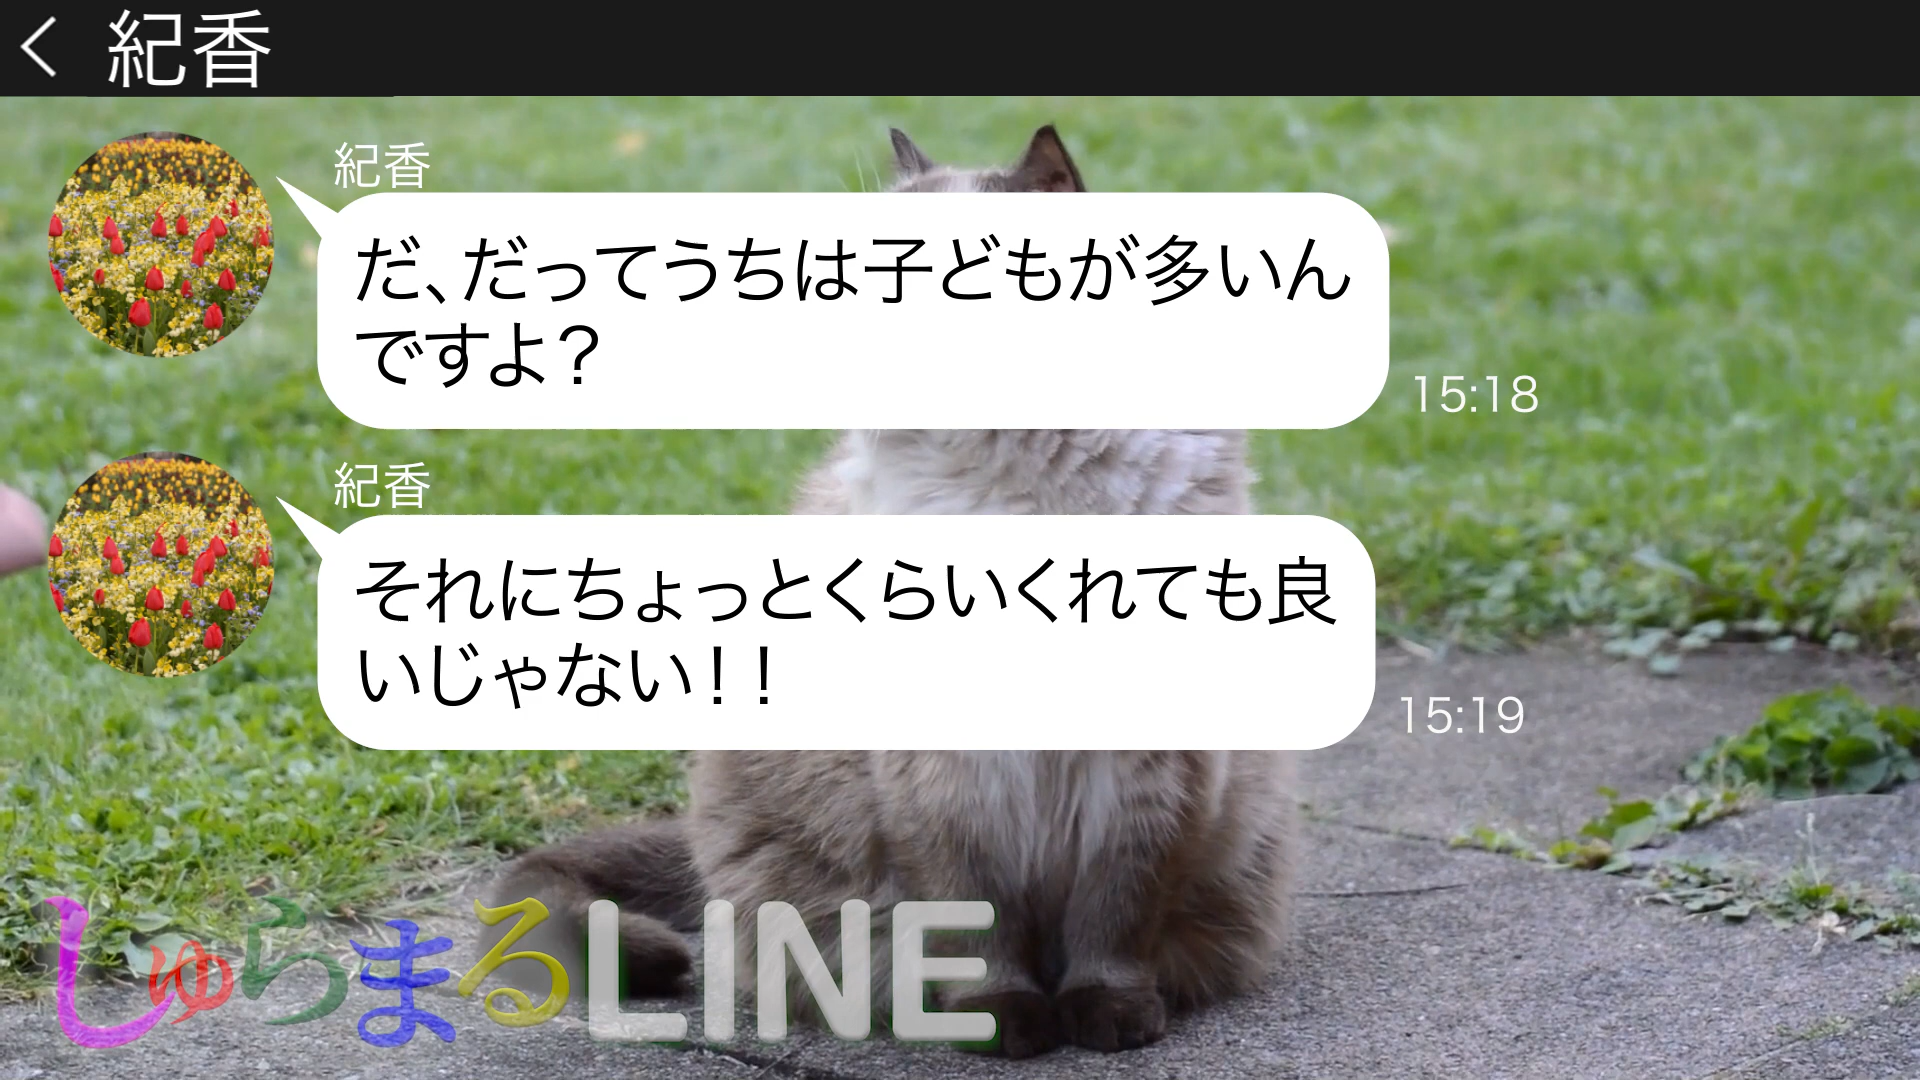 紀香
紀香
だ、だってうちは子どもが多いん
ですよ?
15:18
紀香
それにちょっとくらいくれても良
いじゃない!!
15:19
しゅらまるLINE